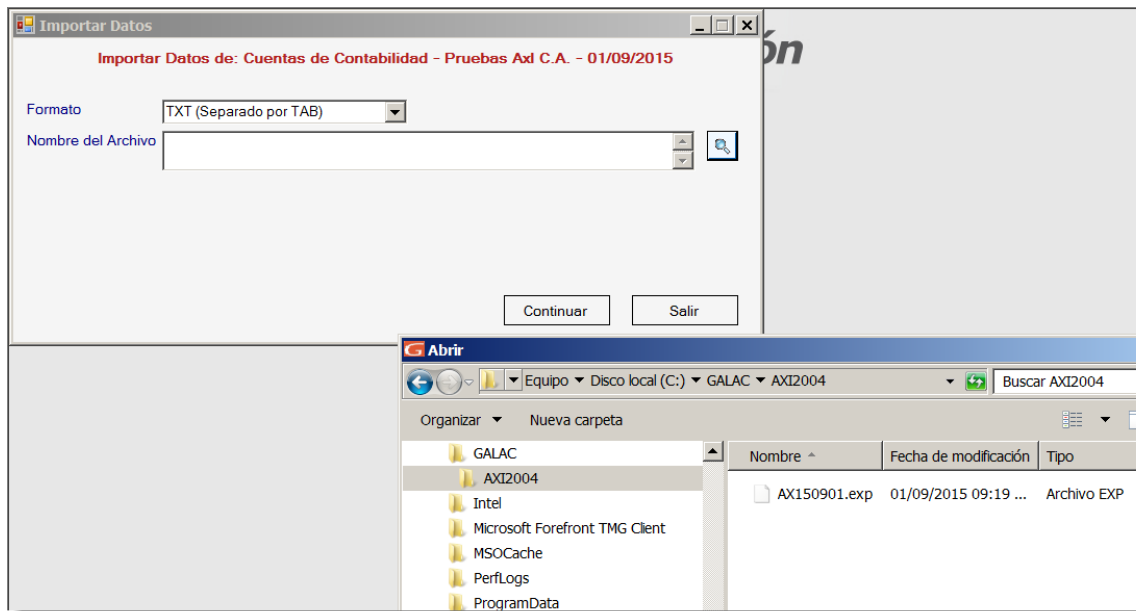 Importar Datos
ón
Importar Datos de: Cuentas de Contabilidad - Pruebas AxI C.A. - 01/09/2015
Formato
TXT (Separado por TAB)
Nombre del Archivo
Continuar
Salir
Abrir
Equipo Disco local (C:) GALAC AXI2004
Buscar AXI2004
Organizar
Nueva carpeta
GALAC
AXI2004
Intel
Microsoft Forefront TMG Client
MSOCache
PerfLogs
ProgramData
Nombre
Fecha de modificación
Tipo
AX150901.exp
01/09/2015 09:19 ...
Archivo EXP